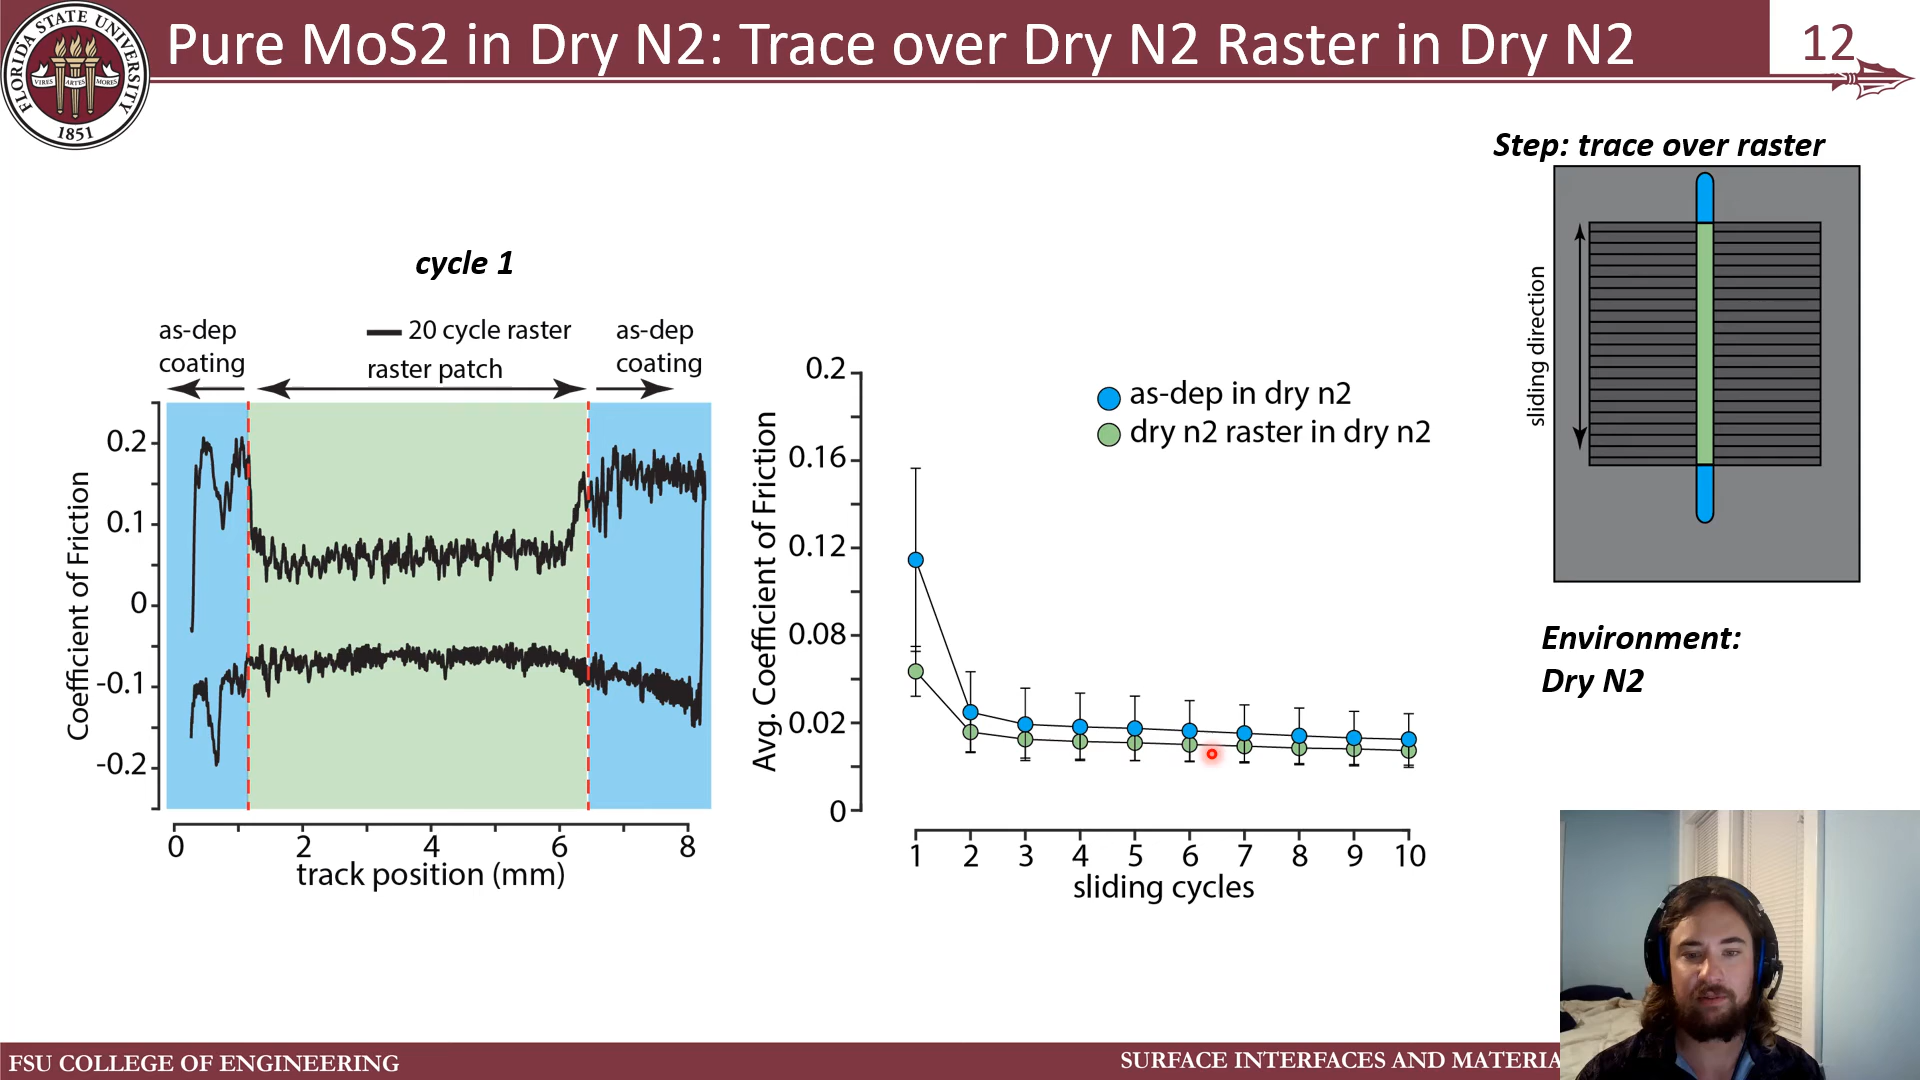 Pure MoS2 in Dry N2: Trace over Dry N2 Raster in Dry N2
12
FLORIDA STATE UNIVERSITY
VIRES ARTES MORES
1851
Step: trace over raster
sliding direction
Environment:
Dry N2
cycle 1
as-dep
coating
20 cycle raster
raster patch
as-dep
coating
Coefficient of Friction
0.2
0.1
0
-0.1
-0.2
0 2 4 6 8
track position (mm)
Avg. Coefficient of Friction
0.2
0.16
0.12
0.08
0.02
0
as-dep in dry n2
dry n2 raster in dry n2
1 2 3 4 5 6 7 8 9 10
sliding cycles
FSU COLLEGE OF ENGINEERING
SURFACE INTERFACES AND MATERIA